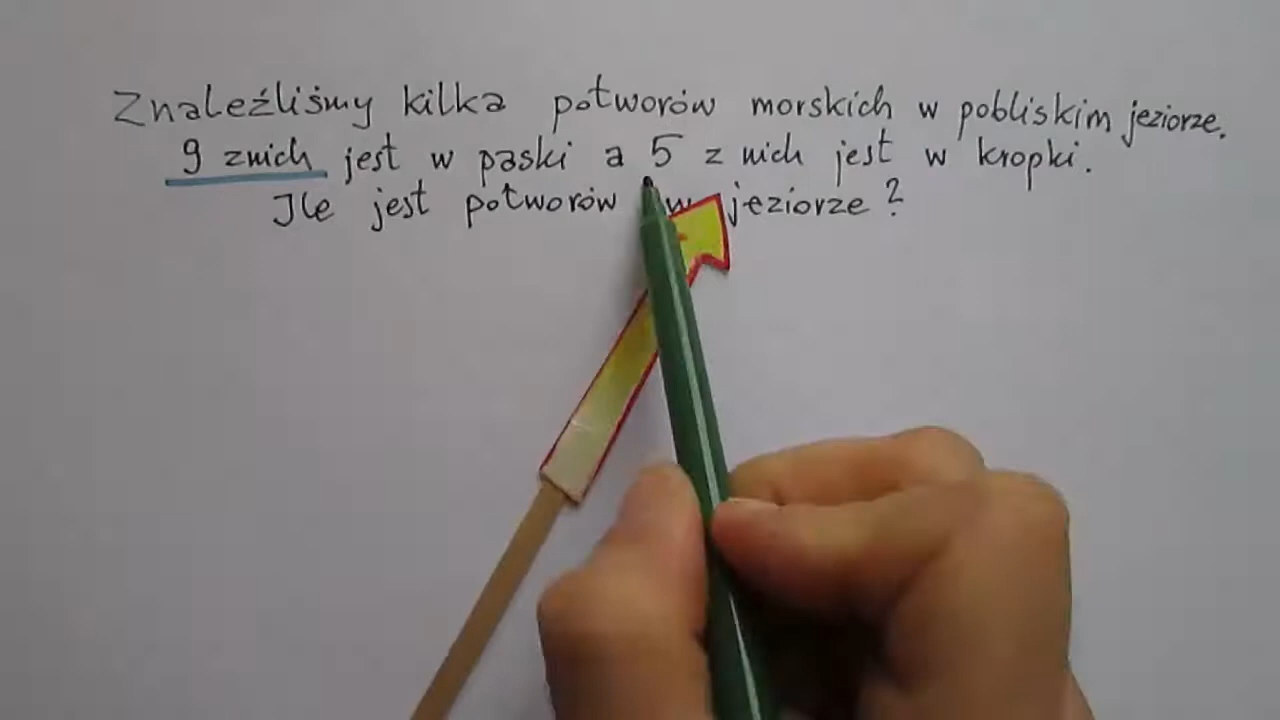 Znaleźliśmy kilka potworów morskich w pobliskim jeziorze.
9 z nich jest w paski a 5 z nich jest w kropki.
Ile jest potworów w jeziorze?